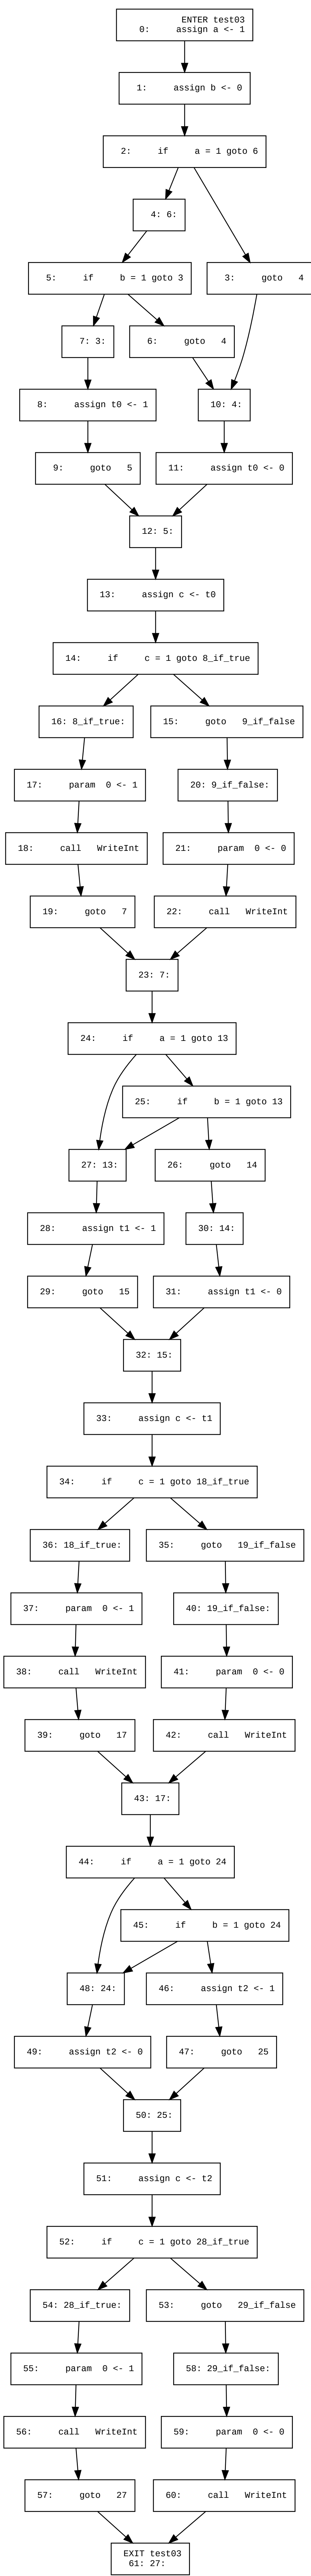 ENTER test03
0:     assign a <- 1
1:     assign b <- 0
2:     if     a = 1 goto 6
4: 6:
5:     if     b = 1 goto 3
3:     goto   4
7: 3:
6:     goto   4
8:     assign t0 <- 1
10: 4:
9:     goto   5
11:     assign t0 <- 0
12: 5:
13:     assign c <- t0
14:     if     c = 1 goto 8_if_true
16: 8_if_true:
15:     goto   9_if_false
17:     param  0 <- 1
20: 9_if_false:
18:     call   WriteInt
21:     param  0 <- 0
19:     goto   7
22:     call   WriteInt
23: 7:
24:     if     a = 1 goto 13
25:     if     b = 1 goto 13
27: 13:
26:     goto   14
28:     assign t1 <- 1
30: 14:
29:     goto   15
31:     assign t1 <- 0
32: 15:
33:     assign c <- t1
34:     if     c = 1 goto 18_if_true
36: 18_if_true:
35:     goto   19_if_false
37:     param  0 <- 1
40: 19_if_false:
38:     call   WriteInt
41:     param  0 <- 0
39:     goto   17
42:     call   WriteInt
43: 17:
44:     if     a = 1 goto 24
45:     if     b = 1 goto 24
48: 24:
46:     assign t2 <- 1
49:     assign t2 <- 0
47:     goto   25
50: 25:
51:     assign c <- t2
52:     if     c = 1 goto 28_if_true
54: 28_if_true:
53:     goto   29_if_false
55:     param  0 <- 1
58: 29_if_false:
56:     call   WriteInt
59:     param  0 <- 0
57:     goto   27
60:     call   WriteInt
EXIT test03
61: 27: